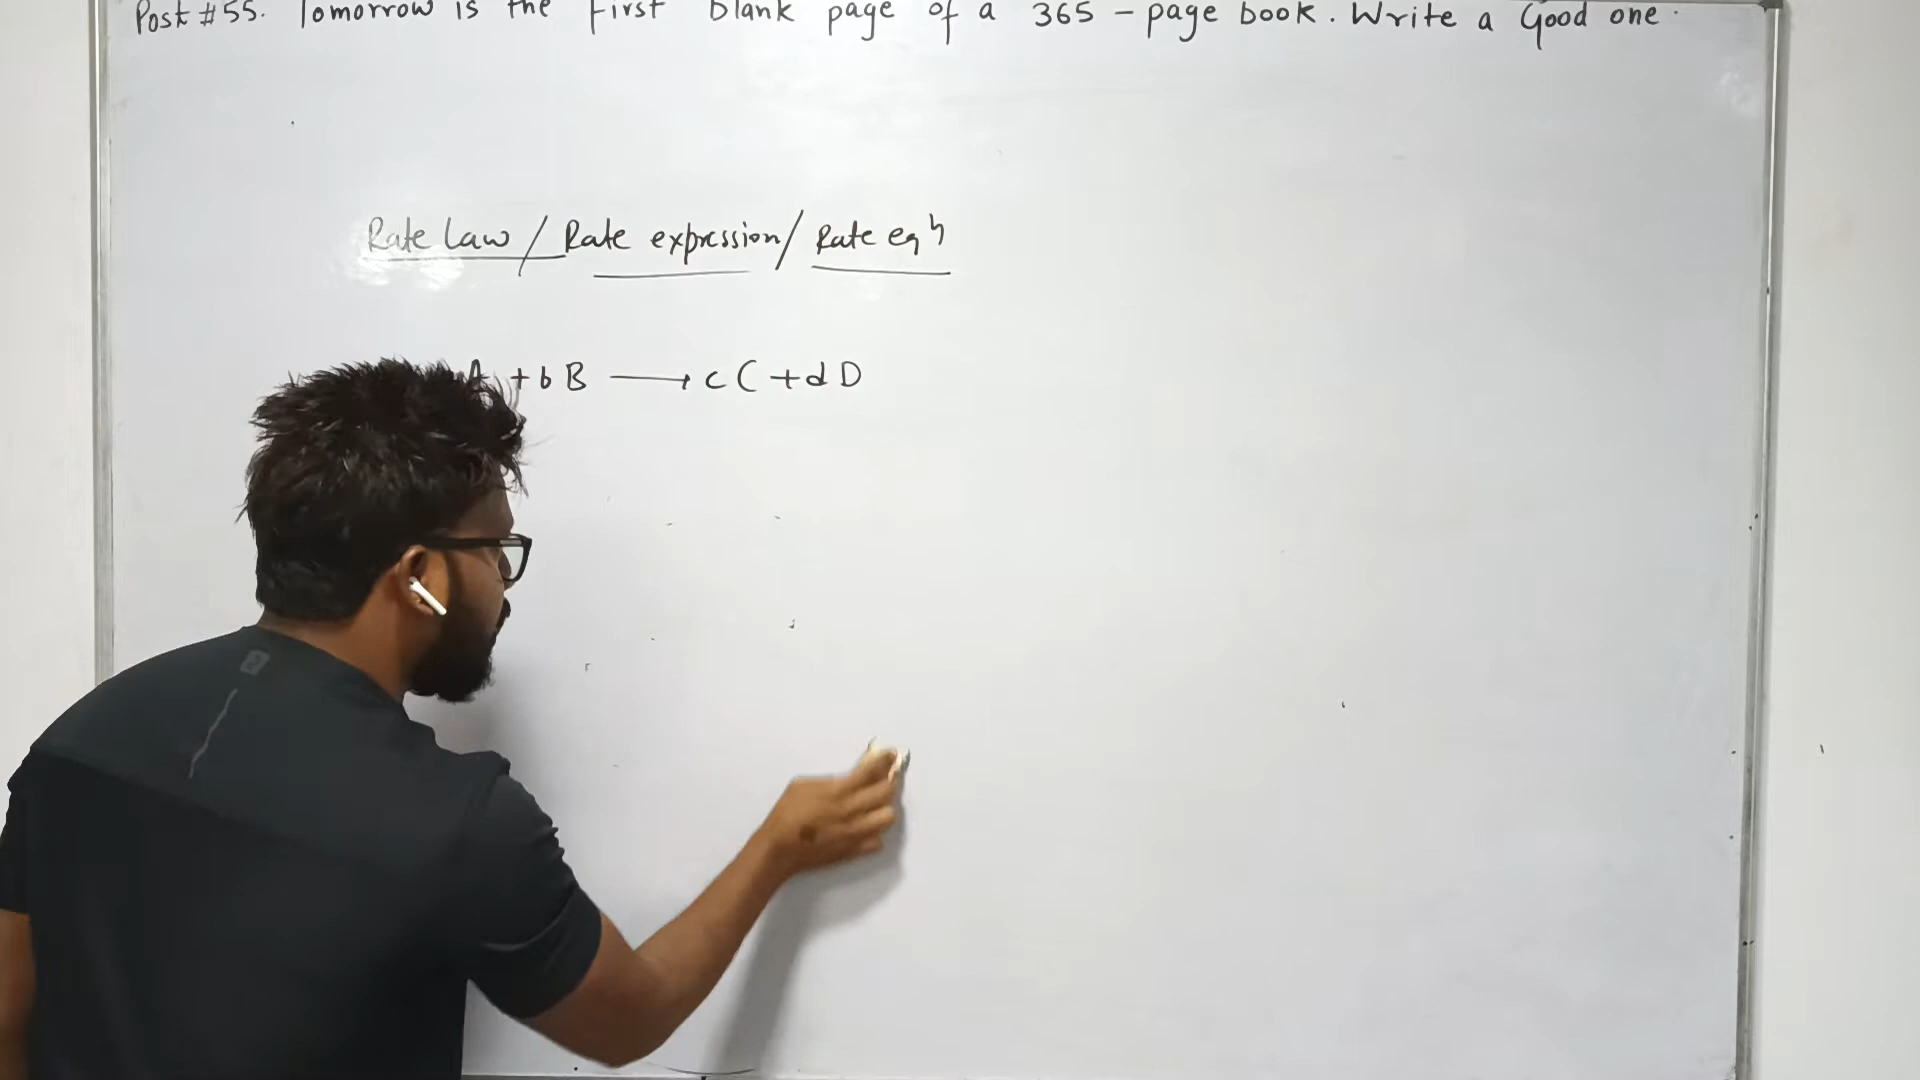 Post #55. Tomorrow is the first blank page of a 365 - page book. Write a Good one.
Rate law / Rate expression / Rate eqn
A + b B ⟶ c C + d D